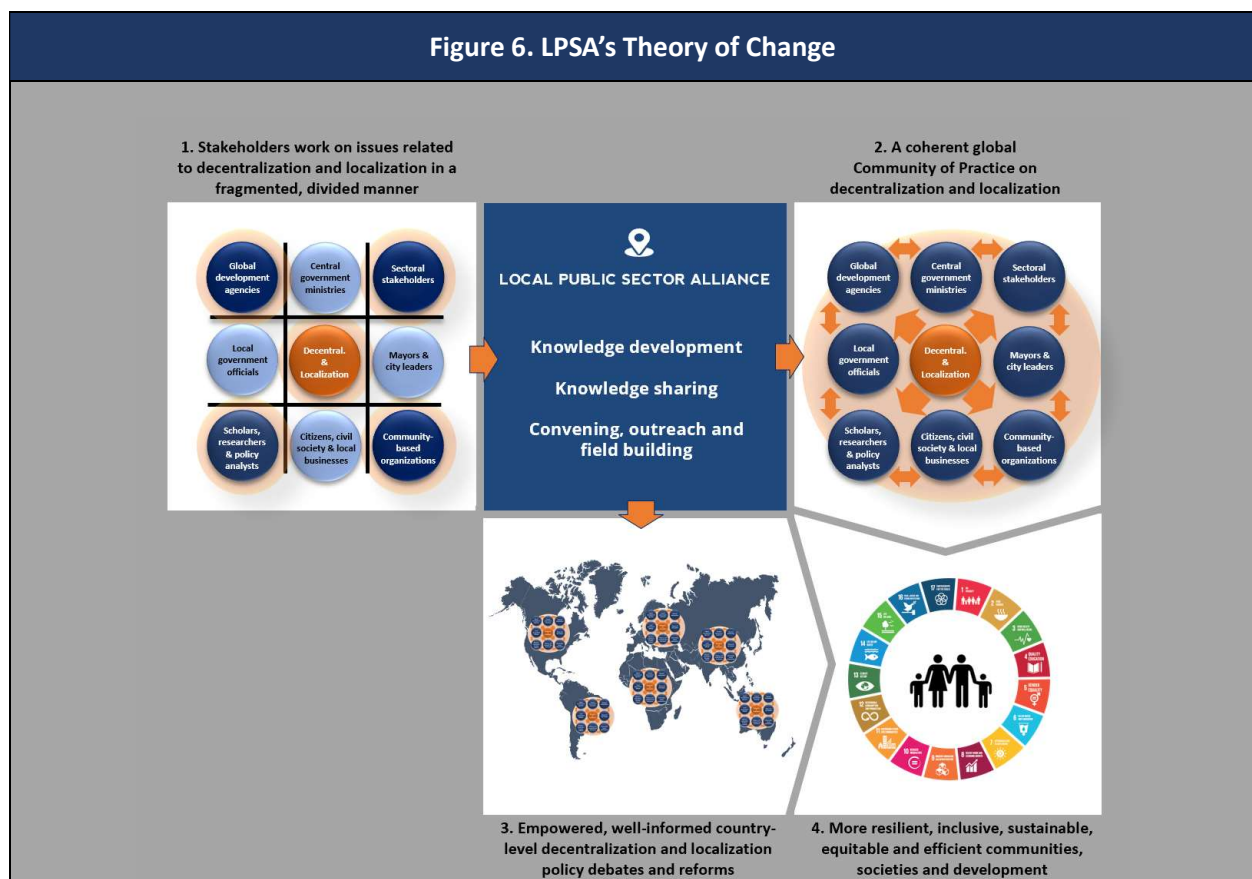 Figure 6. LPSA's Theory of Change
1. Stakeholders work on issues related
to decentralization and localization in a
fragmented, divided manner
Global
development
agencies
Central
government
ministries
Sectoral
stakeholders
Local
government
officials
Decentral.
&
Localization
Mayors &
city leaders
Scholars,
researchers
& policy
analysts
Citizens, civil
society & local
businesses
Community-
based
organizations
LOCAL PUBLIC SECTOR ALLIANCE
Knowledge development
Knowledge sharing
Convening, outreach and
field building
2. A coherent global
Community of Practice on
decentralization and localization
Global
development
agencies
Central
government
ministries
Sectoral
stakeholders
Local
government
officials
Decentral.
&
Localization
Mayors &
city leaders
Scholars,
researchers
& policy
analysts
Citizens, civil
society & local
businesses
Community-
based
organizations
3. Empowered, well-informed country-
level decentralization and localization
policy debates and reforms
4 QUALITY
EDUCATION
4. More resilient, inclusive, sustainable,
equitable and efficient communities,
societies and development